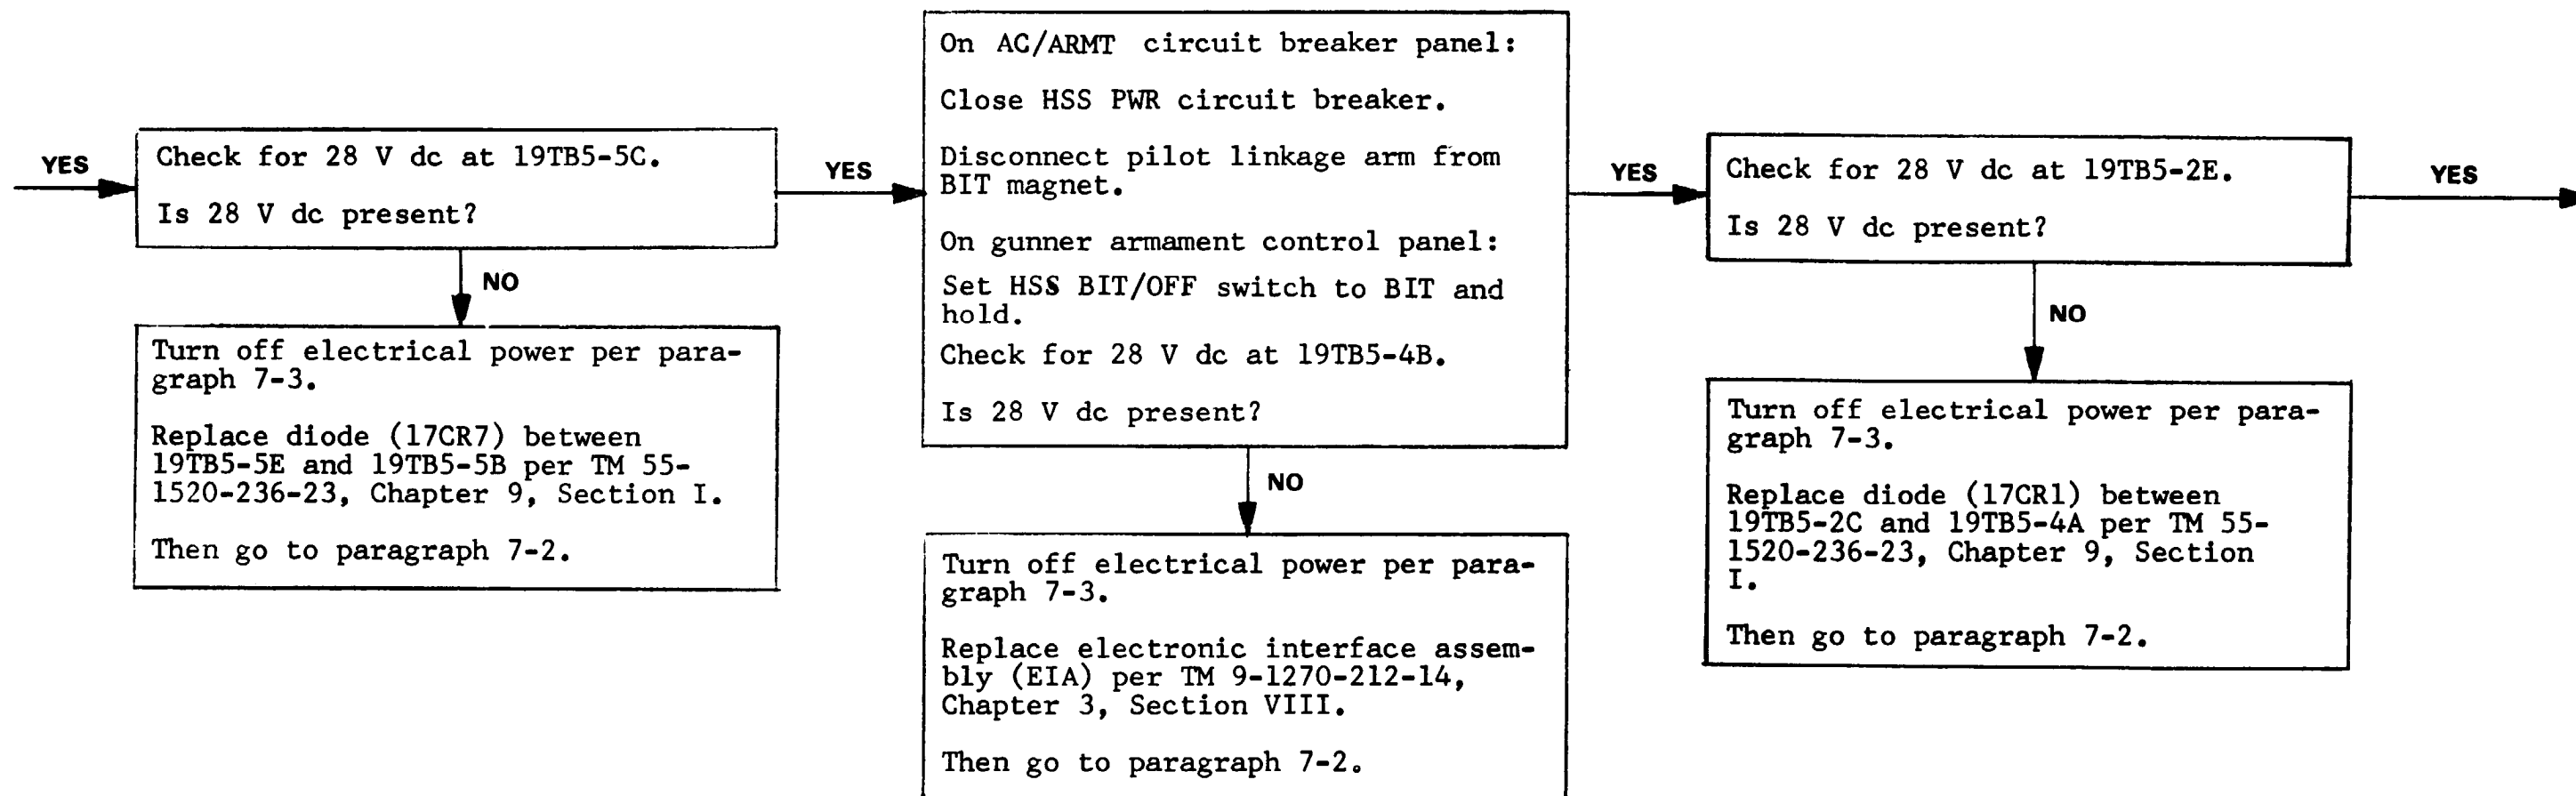 YES
Check for 28 V dc at 19TB5-5C.
Is 28 V dc present?
NO
Turn off electrical power per para-
graph 7-3.
Replace diode (17CR7) between
19TB5-5E and 19TB5-5B per TM 55-
1520-236-23, Chapter 9, Section I.
Then go to paragraph 7-2.
YES
On AC/ARMT circuit breaker panel:
Close HSS PWR circuit breaker.
Disconnect pilot linkage arm from
BIT magnet.
On gunner armament control panel:
Set HSS BIT/OFF switch to BIT and
hold.
Check for 28 V dc at 19TB5-4B.
Is 28 V dc present?
NO
Turn off electrical power per para-
graph 7-3.
Replace electronic interface assem-
bly (EIA) per TM 9-1270-212-14,
Chapter 3, Section VIII.
Then go to paragraph 7-2.
YES
Check for 28 V dc at 19TB5-2E.
Is 28 V dc present?
NO
Turn off electrical power per para-
graph 7-3.
Replace diode (17CR1) between
19TB5-2C and 19TB5-4A per TM 55-
1520-236-23, Chapter 9, Section
I.
Then go to paragraph 7-2.
YES